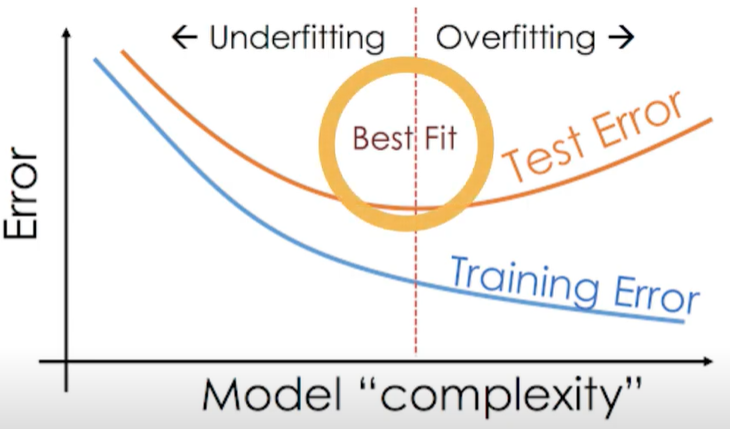 ← Underfitting
Overfitting →
Best Fit
Test Error
Error
Training Error
Model “complexity”